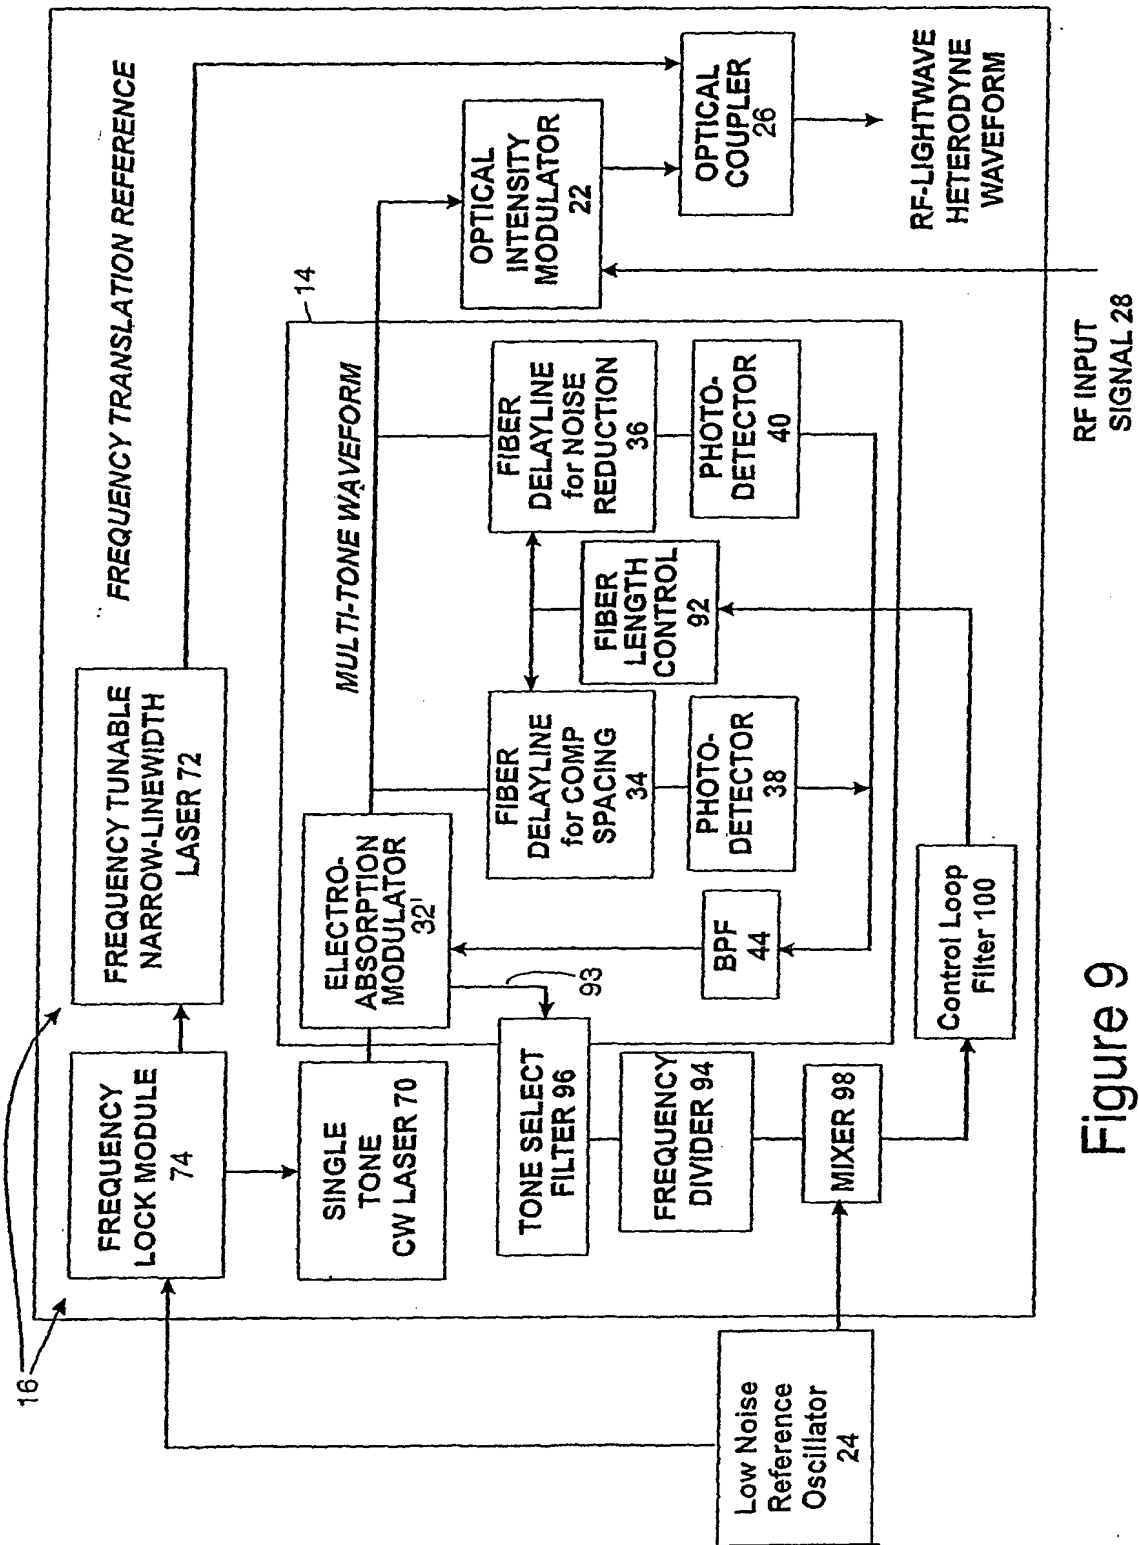 16
FREQUENCY
LOCK MODULE
74
FREQUENCY TUNABLE
NARROW-LINEWIDTH
LASER 72
FREQUENCY TRANSLATION REFERENCE
SINGLE
TONE
CW LASER 70
14
ELECTRO-
ABSORPTION
MODULATOR
32'
MULTI-TONE WAVEFORM
OPTICAL
INTENSITY
MODULATOR
22
93
TONE SELECT
FILTER 96
FIBER
DELAYLINE
for COMP
SPACING
34
FIBER
DELAYLINE
for NOISE
REDUCTION
36
FIBER
LENGTH
CONTROL
92
OPTICAL
COUPLER
26
FREQUENCY
DIVIDER 94
BPF
44
PHOTO-
DETECTOR
38
PHOTO-
DETECTOR
40
MIXER 98
Low Noise
Reference
Oscillator
24
Control Loop
Filter 100
RF-LIGHTWAVE
HETERODYNE
WAVEFORM
RF INPUT
SIGNAL 28
Figure 9